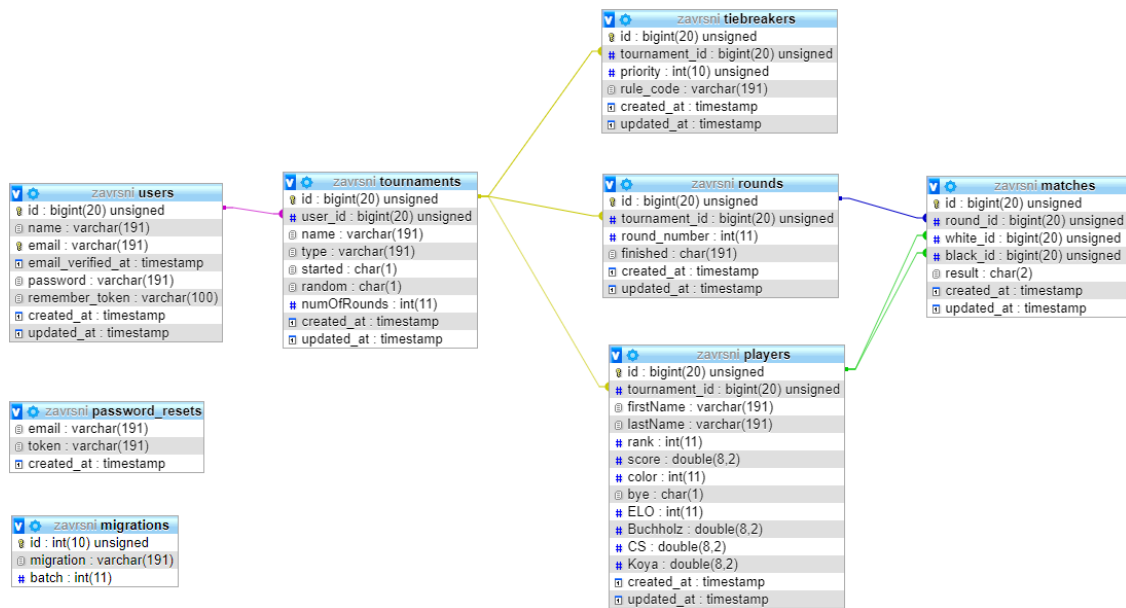 zavrsni tiebreakers
id : bigint(20) unsigned
tournament_id : bigint(20) unsigned
priority : int(10) unsigned
rule_code : varchar(191)
created_at : timestamp
updated_at : timestamp
zavrsni users
id : bigint(20) unsigned
name : varchar(191)
email : varchar(191)
email_verified_at : timestamp
password : varchar(191)
remember_token : varchar(100)
created_at : timestamp
updated_at : timestamp
zavrsni tournaments
id : bigint(20) unsigned
user_id : bigint(20) unsigned
name : varchar(191)
type : varchar(191)
started : char(1)
random : char(1)
numOfRounds : int(11)
created_at : timestamp
updated_at : timestamp
zavrsni rounds
id : bigint(20) unsigned
tournament_id : bigint(20) unsigned
round_number : int(11)
finished : char(191)
created_at : timestamp
updated_at : timestamp
zavrsni matches
id : bigint(20) unsigned
round_id : bigint(20) unsigned
white_id : bigint(20) unsigned
black_id : bigint(20) unsigned
result : char(2)
created_at : timestamp
updated_at : timestamp
zavrsni players
id : bigint(20) unsigned
tournament_id : bigint(20) unsigned
firstName : varchar(191)
lastName : varchar(191)
rank : int(11)
score : double(8,2)
color : int(11)
bye : char(1)
ELO : int(11)
Buchholz : double(8,2)
CS : double(8,2)
Koya : double(8,2)
created_at : timestamp
updated_at : timestamp
zavrsni password_resets
email : varchar(191)
token : varchar(191)
created_at : timestamp
zavrsni migrations
id : int(10) unsigned
migration : varchar(191)
batch : int(11)